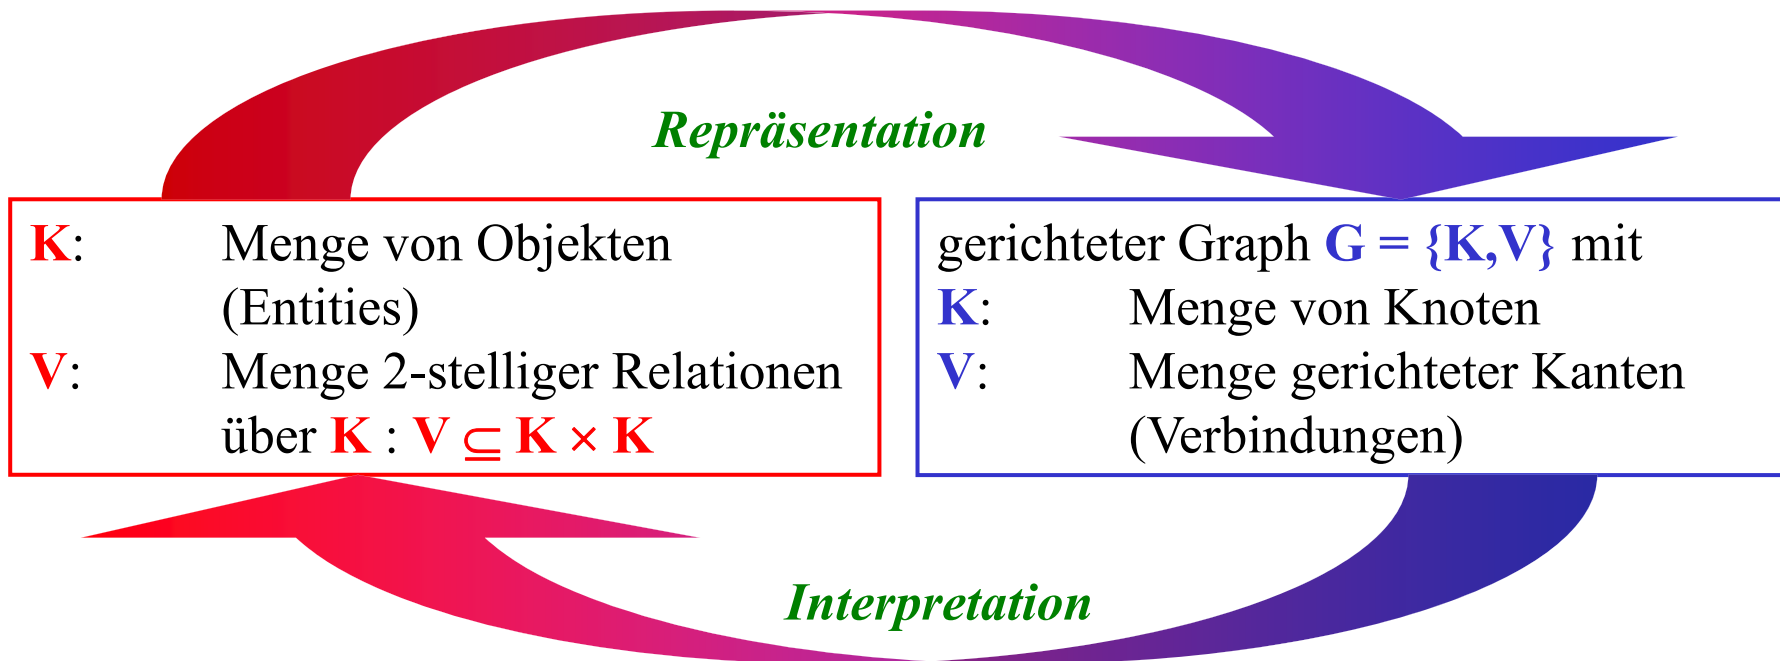 Repräsentation
K: Menge von Objekten
(Entities)
V: Menge 2-stelliger Relationen
über K : V ⊆ K × K
gerichteter Graph G = {K,V} mit
K: Menge von Knoten
V: Menge gerichteter Kanten
(Verbindungen)
Interpretation